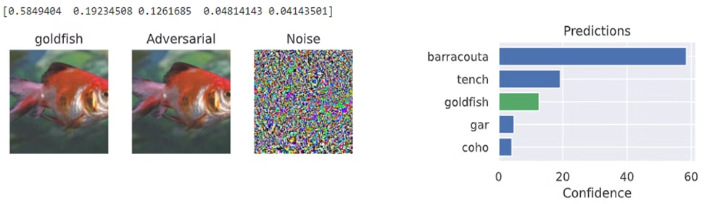 [0.5849404  0.19234508 0.1261685  0.04814143 0.04143501]
goldfish
Adversarial
Noise
Predictions
barracouta
tench
goldfish
gar
coho
0
20
40
60
Confidence